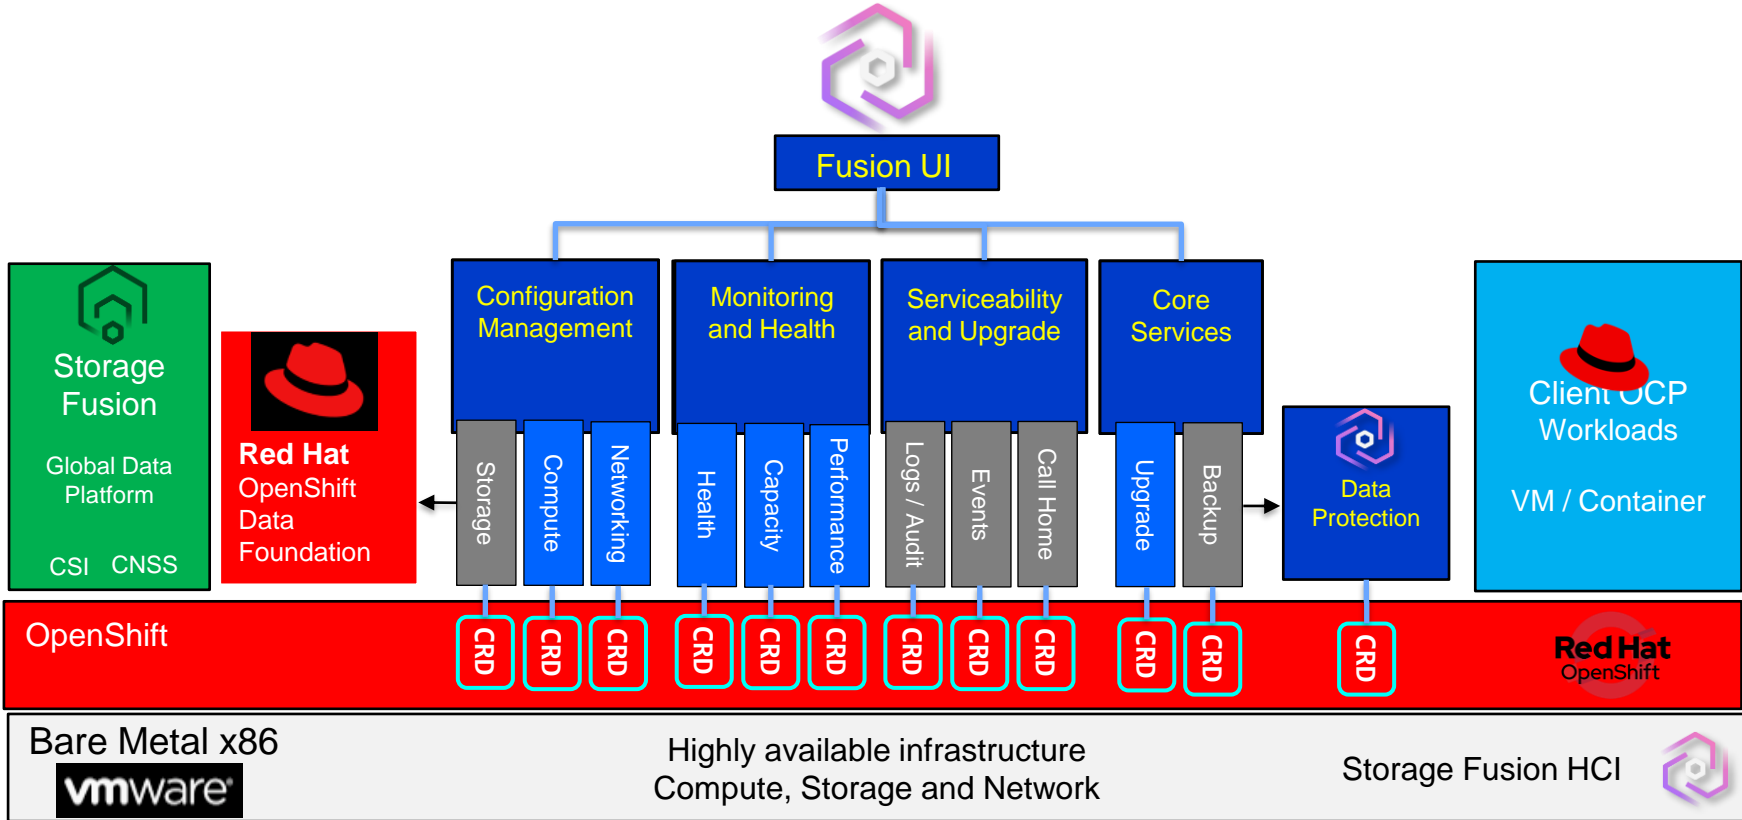 Fusion UI
Configuration
Management
Monitoring
and Health
Serviceability
and Upgrade
Core
Services
Storage
Fusion
Global Data
Platform
CSI CNSS
Red Hat
OpenShift
Data
Foundation
Storage
Compute
Networking
Health
Capacity
Performance
Logs / Audit
Events
Call Home
Upgrade
Backup
Data
Protection
Client OCP
Workloads
VM / Container
OpenShift
CRD
CRD
CRD
CRD
CRD
CRD
CRD
CRD
CRD
CRD
CRD
CRD
Red Hat
OpenShift
Bare Metal x86
vmware®
Highly available infrastructure
Compute, Storage and Network
Storage Fusion HCI